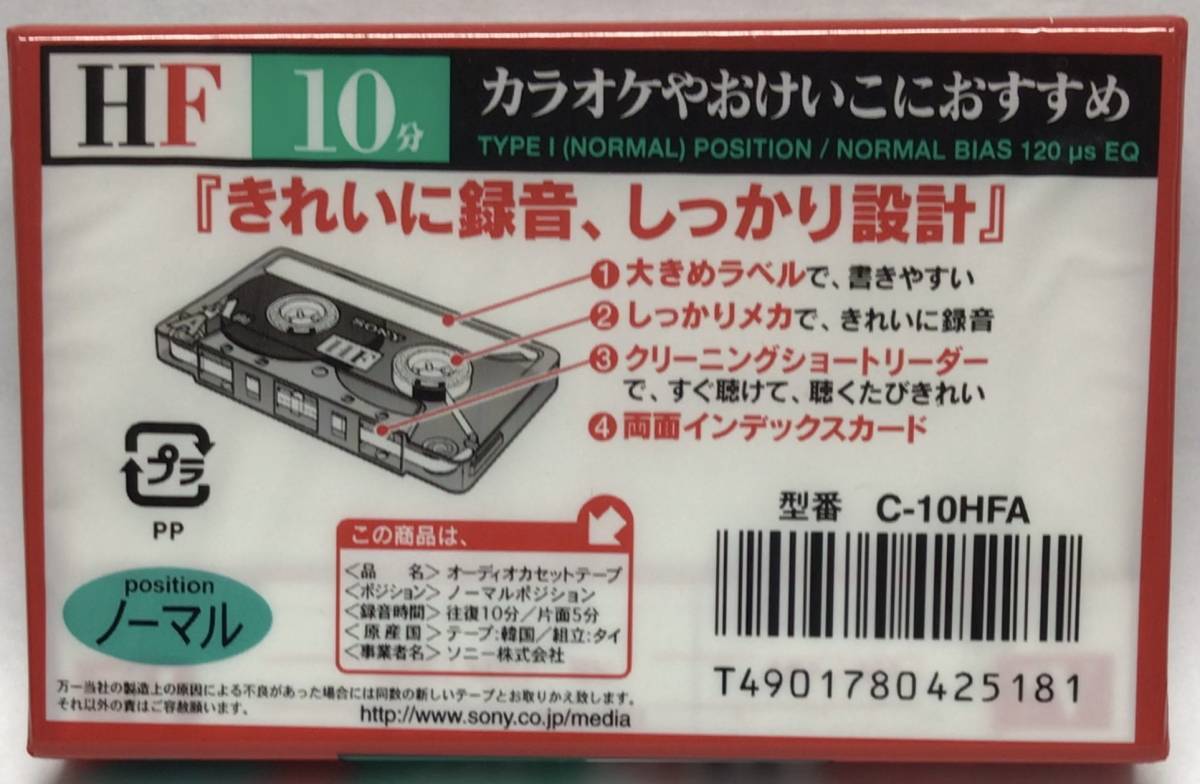 HF 10分 カラオケやおけいこにおすすめ
TYPE I (NORMAL) POSITION / NORMAL BIAS 120 μs EQ
『きれいに録音、しっかり設計』
❶大きめラベルで、書きやすい
❷しっかりメカで、きれいに録音
❸クリーニングショートリーダー
で、すぐ聴けて、聴くたびきれい
❹両面インデックスカード
SONY
HF
A
プラ
PP
position
ノーマル
この商品は、
<品　名>オーディオカセットテープ
<ポジション>ノーマルポジション
<録音時間>往復10分/片面5分
<原産国>テープ:韓国/組立:タイ
<事業者名>ソニー株式会社
型番 C-10HFA
T4901780425181
万一当社の製造上の原因による不良があった場合には同数の新しいテープとお取りかえ致します。
それ以外の責はご容赦願います。
http://www.sony.co.jp/media